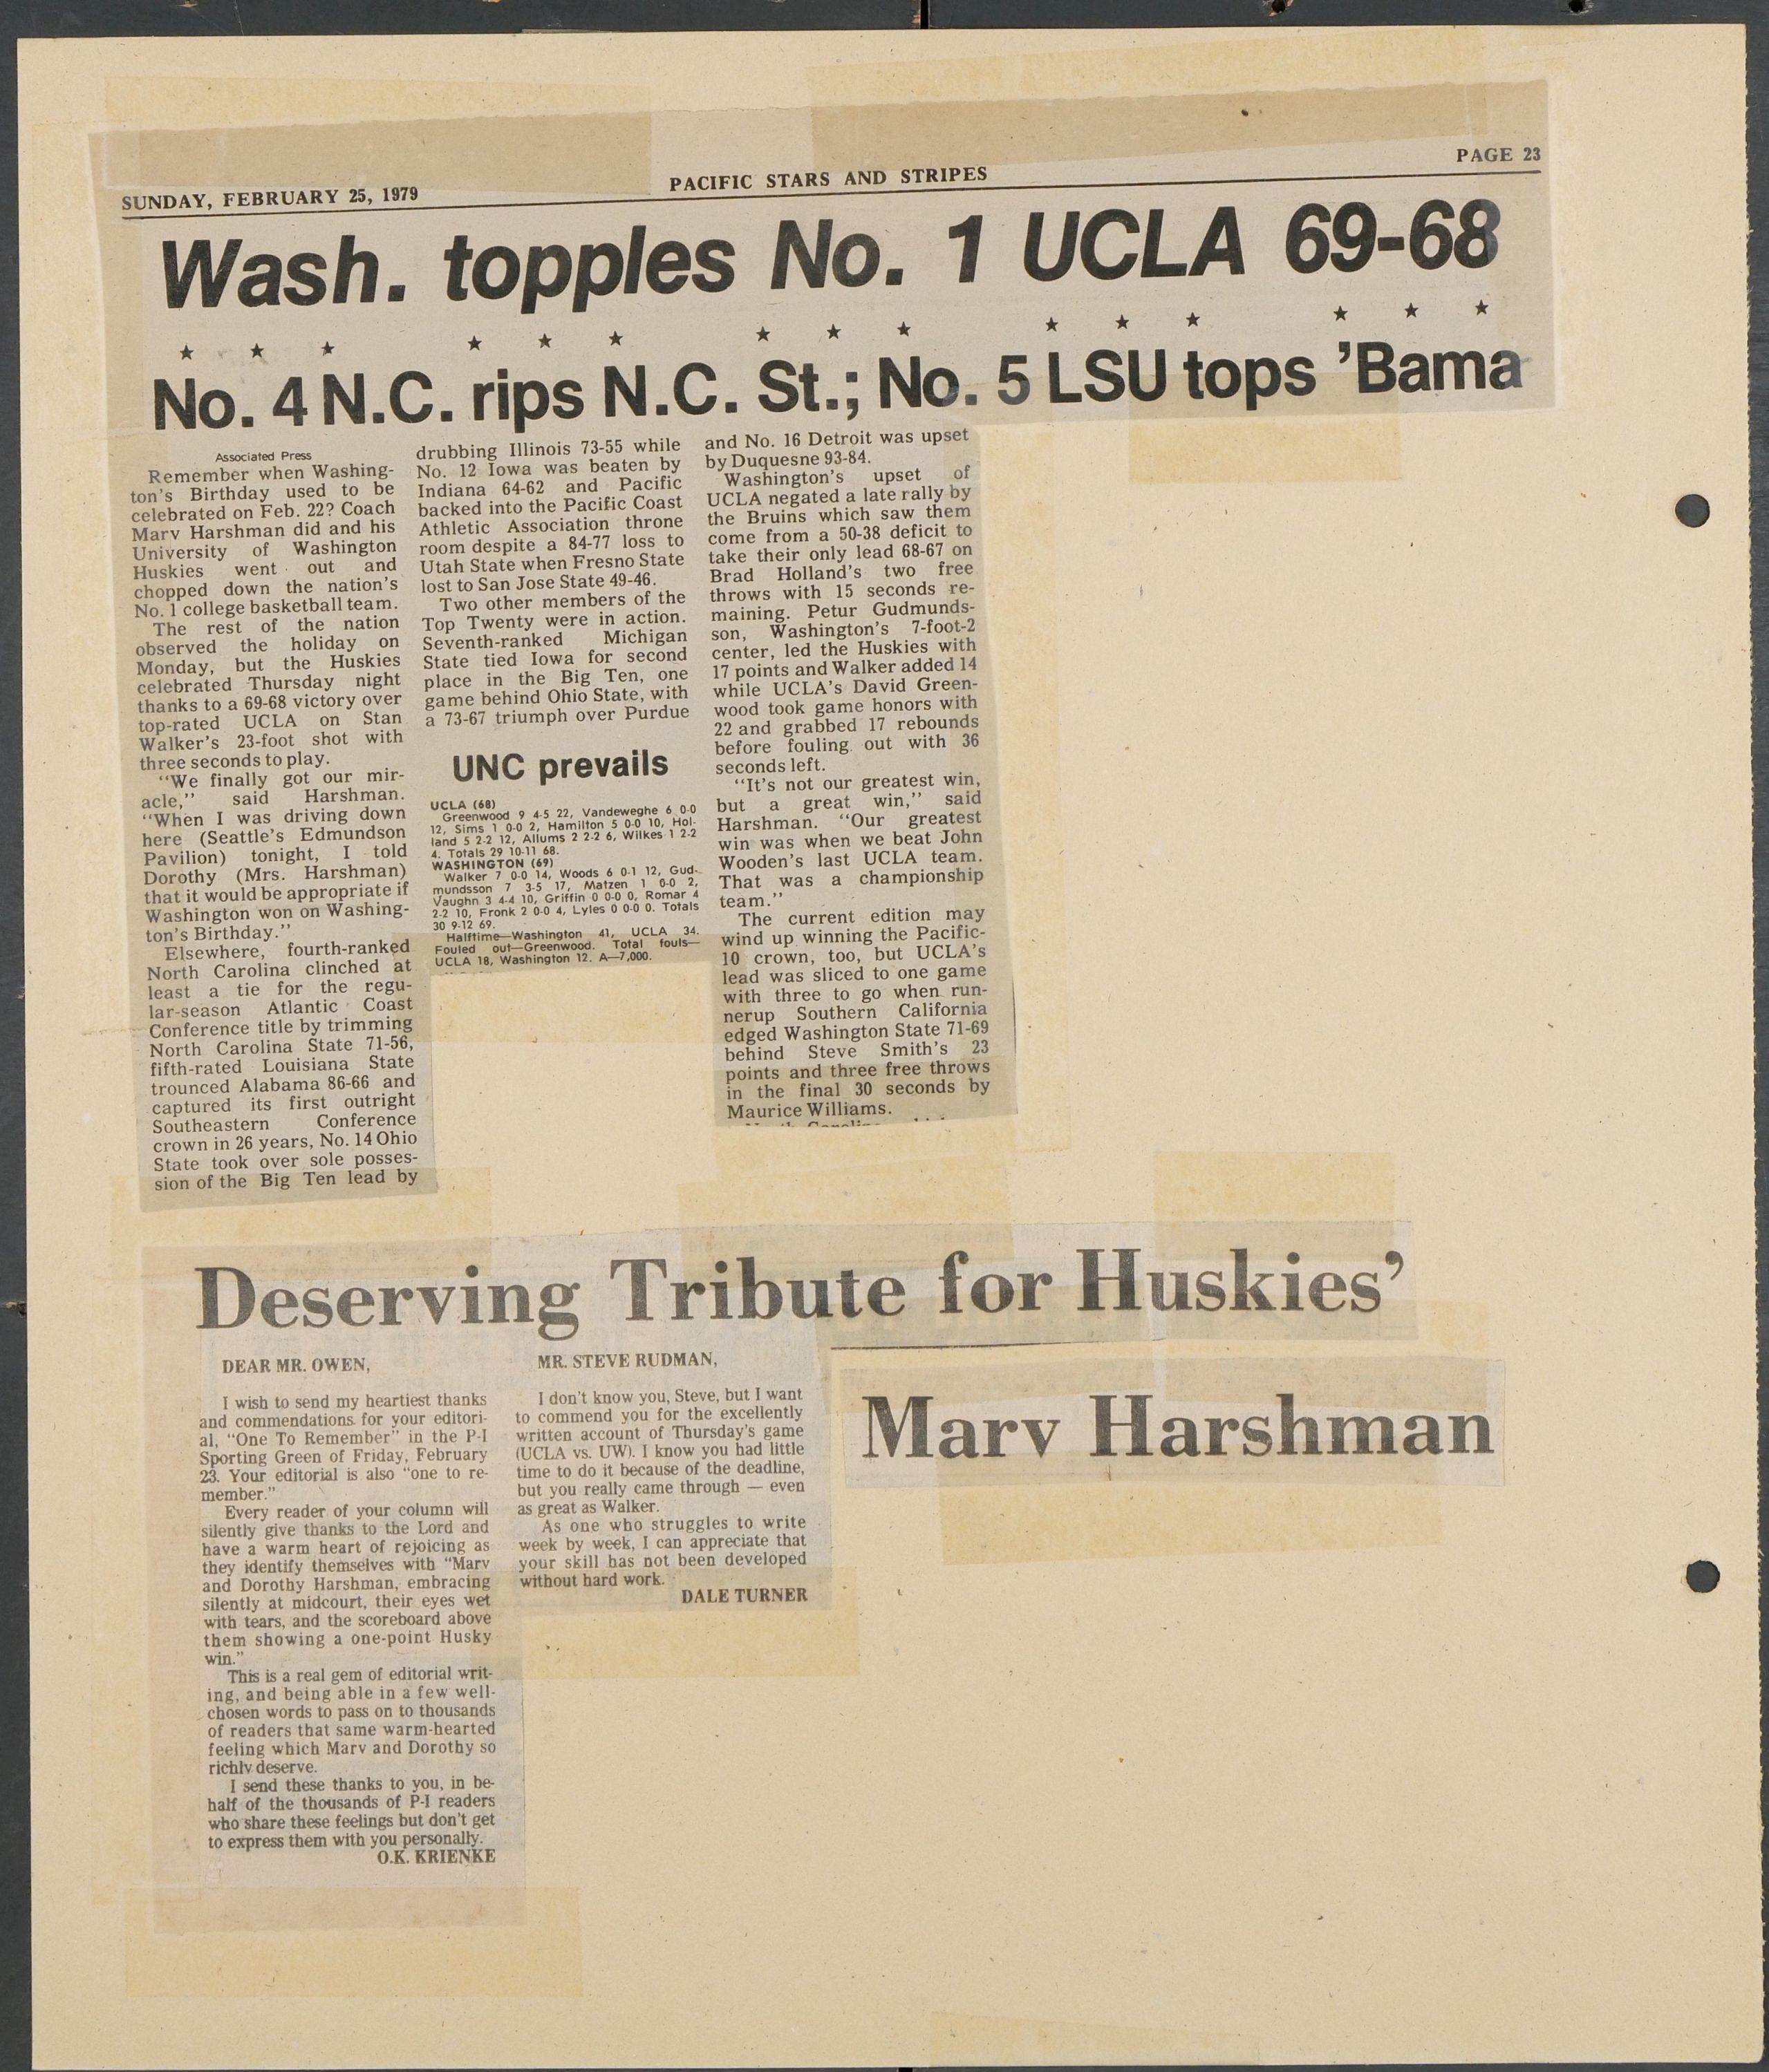 SUNDAY, FEBRUARY 25, 1979
PACIFIC STARS AND STRIPES
PAGE 23
Wash. topples No. 1 UCLA 69-68
★ ★ ★ ★ ★ ★ ★ ★ ★ ★ ★ ★ ★ ★ ★
No. 4 N.C. rips N.C. St.; No. 5 LSU tops 'Bama
Associated Press
Remember when Washing-
ton's Birthday used to be
celebrated on Feb. 22? Coach
Marv Harshman did and his
University of Washington
Huskies went out and
chopped down the nation's
No. 1 college basketball team.
The rest of the nation
observed the holiday on
Monday, but the Huskies
celebrated Thursday night
thanks to a 69-68 victory over
top-rated UCLA on Stan
Walker's 23-foot shot with
three seconds to play.
"We finally got our mir-
acle," said Harshman.
"When I was driving down
here (Seattle's Edmundson
Pavilion) tonight, I told
Dorothy (Mrs. Harshman)
that it would be appropriate if
Washington won on Washing-
ton's Birthday."
Elsewhere, fourth-ranked
North Carolina clinched at
least a tie for the regu-
lar-season Atlantic Coast
Conference title by trimming
North Carolina State 71-56,
fifth-rated Louisiana State
trounced Alabama 86-66 and
captured its first outright
Southeastern Conference
crown in 26 years, No. 14 Ohio
State took over sole posses-
sion of the Big Ten lead by
drubbing Illinois 73-55 while
No. 12 Iowa was beaten by
Indiana 64-62 and Pacific
backed into the Pacific Coast
Athletic Association throne
room despite a 84-77 loss to
Utah State when Fresno State
lost to San Jose State 49-46.
Two other members of the
Top Twenty were in action.
Seventh-ranked Michigan
State tied Iowa for second
place in the Big Ten, one
game behind Ohio State, with
a 73-67 triumph over Purdue
UNC prevails
UCLA (68)
Greenwood 9 4-5 22, Vandeweghe 6 0-0
12, Sims 1 0-0 2, Hamilton 5 0-0 10, Hol-
land 5 2-2 12, Allums 2 2-2 6, Wilkes 1 2-2
4. Totals 29 10-11 68.
WASHINGTON (69)
Walker 7 0-0 14, Woods 6 0-1 12, Gud-
mundsson 7 3-5 17, Matzen 1 0-0 2,
Vaughn 3 4-4 10, Griffin 0 0-0 0, Romar 4
2-2 10, Fronk 2 0-0 4, Lyles 0 0-0 0. Totals
30 9-12 69.
Halftime—Washington 41, UCLA 34.
Fouled out—Greenwood. Total fouls—
UCLA 18, Washington 12. A—7,000.
and No. 16 Detroit was upset
by Duquesne 93-84.
Washington's upset of
UCLA negated a late rally by
the Bruins which saw them
come from a 50-38 deficit to
take their only lead 68-67 on
Brad Holland's two free
throws with 15 seconds re-
maining. Petur Gudmunds-
son, Washington's 7-foot-2
center, led the Huskies with
17 points and Walker added 14
while UCLA's David Green-
wood took game honors with
22 and grabbed 17 rebounds
before fouling out with 36
seconds left.
"It's not our greatest win,
but a great win," said
Harshman. "Our greatest
win was when we beat John
Wooden's last UCLA team.
That was a championship
team."
The current edition may
wind up winning the Pacific-
10 crown, too, but UCLA's
lead was sliced to one game
with three to go when run-
nerup Southern California
edged Washington State 71-69
behind Steve Smith's 23
points and three free throws
in the final 30 seconds by
Maurice Williams.
Deserving Tribute for Huskies'
Marv Harshman
DEAR MR. OWEN,
I wish to send my heartiest thanks
and commendations for your editori-
al, "One To Remember" in the P-I
Sporting Green of Friday, February
23. Your editorial is also "one to re-
member."
Every reader of your column will
silently give thanks to the Lord and
have a warm heart of rejoicing as
they identify themselves with "Marv
and Dorothy Harshman, embracing
silently at midcourt, their eyes wet
with tears, and the scoreboard above
them showing a one-point Husky
win."
This is a real gem of editorial writ-
ing, and being able in a few well-
chosen words to pass on to thousands
of readers that same warm-hearted
feeling which Marv and Dorothy so
richly deserve.
I send these thanks to you, in be-
half of the thousands of P-I readers
who share these feelings but don't get
to express them with you personally.
O.K. KRIENKE
MR. STEVE RUDMAN,
I don't know you, Steve, but I want
to commend you for the excellently
written account of Thursday's game
(UCLA vs. UW). I know you had little
time to do it because of the deadline,
but you really came through — even
as great as Walker.
As one who struggles to write
week by week, I can appreciate that
your skill has not been developed
without hard work.
DALE TURNER